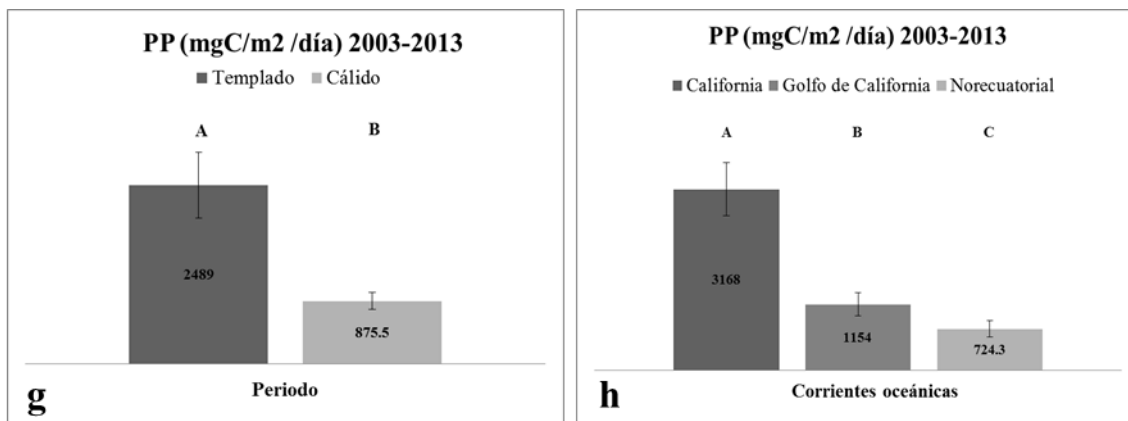 PP (mgC/m2 /día) 2003-2013
Templado Cálido
A B
2489
875.5
Periodo
g
PP (mgC/m2 /día) 2003-2013
California Golfo de California Norecuatorial
A B C
3168
1154
724.3
Corrientes oceánicas
h